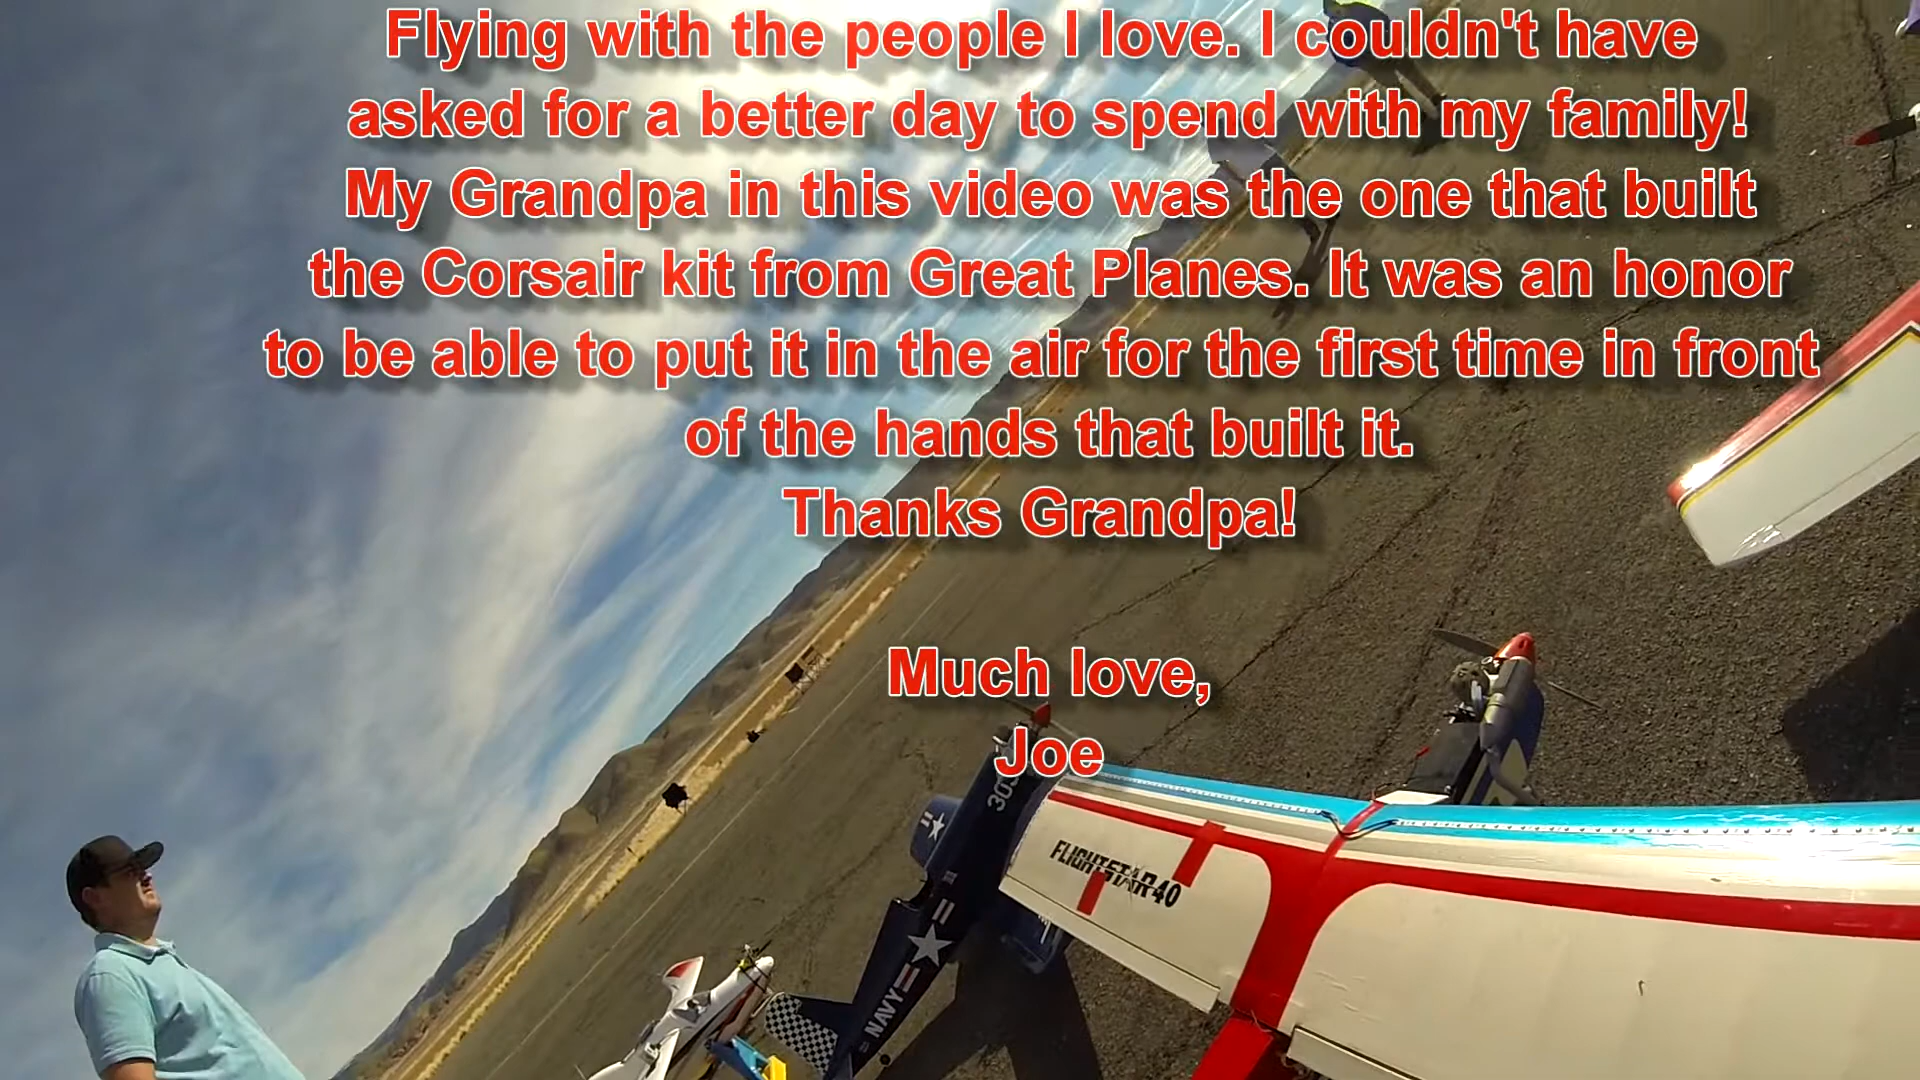 Flying with the people I love. I couldn't have
asked for a better day to spend with my family!
My Grandpa in this video was the one that built
the Corsair kit from Great Planes. It was an honor
to be able to put it in the air for the first time in front
of the hands that built it.
Thanks Grandpa!
Much love,
Joe
FLIGHTSTAR 40
NAVY